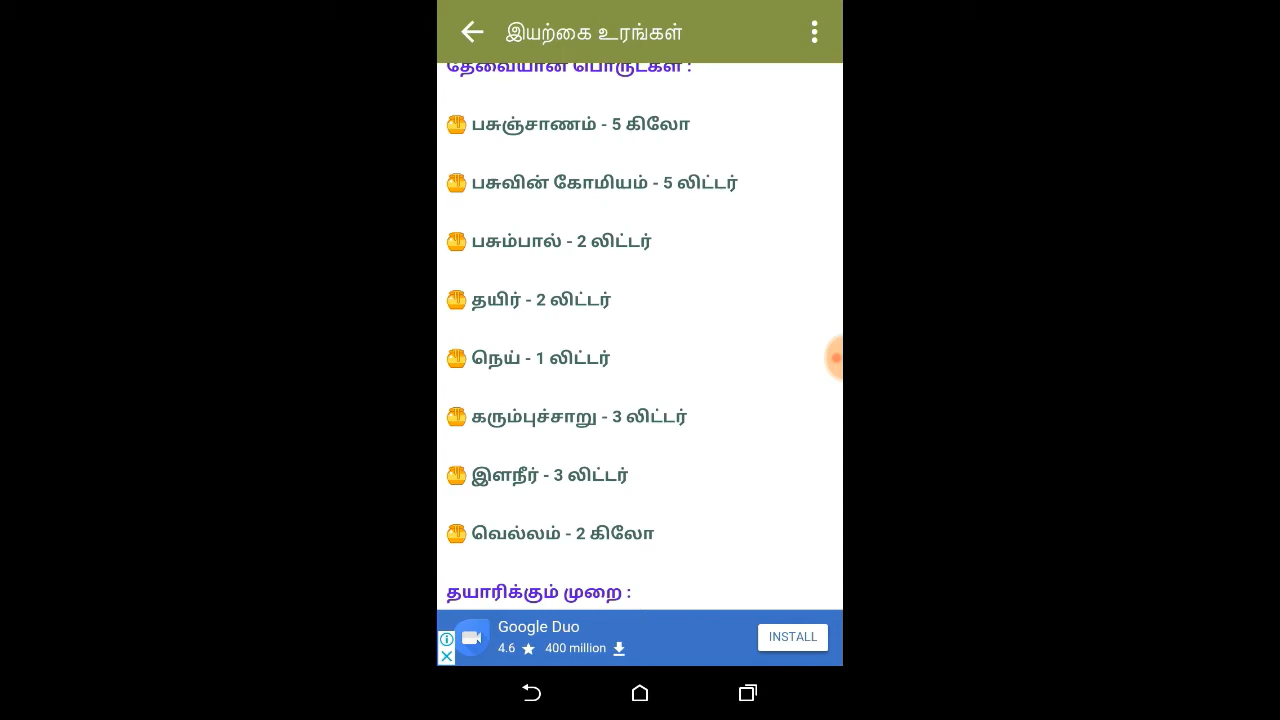 இயற்கை உரங்கள்
தேவையான பொருட்கள் :
பசுஞ்சாணம் - 5 கிலோ
பசுவின் கோமியம் - 5 லிட்டர்
பசும்பால் - 2 லிட்டர்
தயிர் - 2 லிட்டர்
நெய் - 1 லிட்டர்
கரும்புச்சாறு - 3 லிட்டர்
இளநீர் - 3 லிட்டர்
வெல்லம் - 2 கிலோ
தயாரிக்கும் முறை :
Google Duo
4.6 ★ 400 million
INSTALL